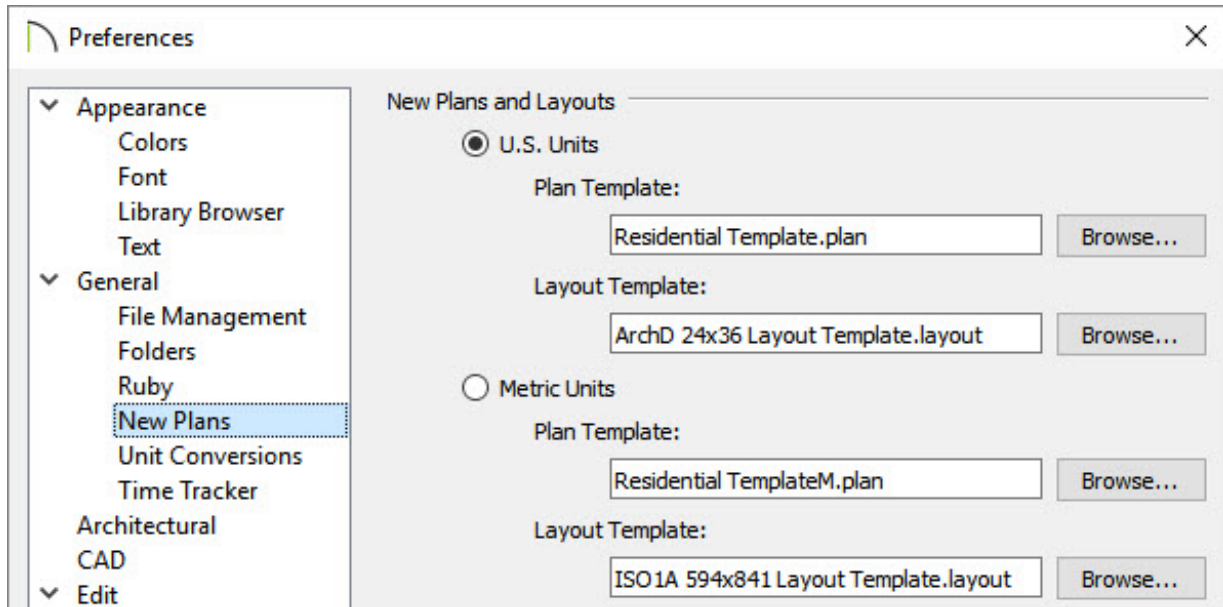 Preferences
Appearance
Colors
Font
Library Browser
Text
General
File Management
Folders
Ruby
New Plans
Unit Conversions
Time Tracker
Architectural
CAD
Edit
New Plans and Layouts
U.S. Units
Plan Template:
Residential Template.plan Browse...
Layout Template:
ArchD 24x36 Layout Template.layout Browse...
Metric Units
Plan Template:
Residential TemplateM.plan Browse...
Layout Template:
ISO1A 594x841 Layout Template.layout Browse...